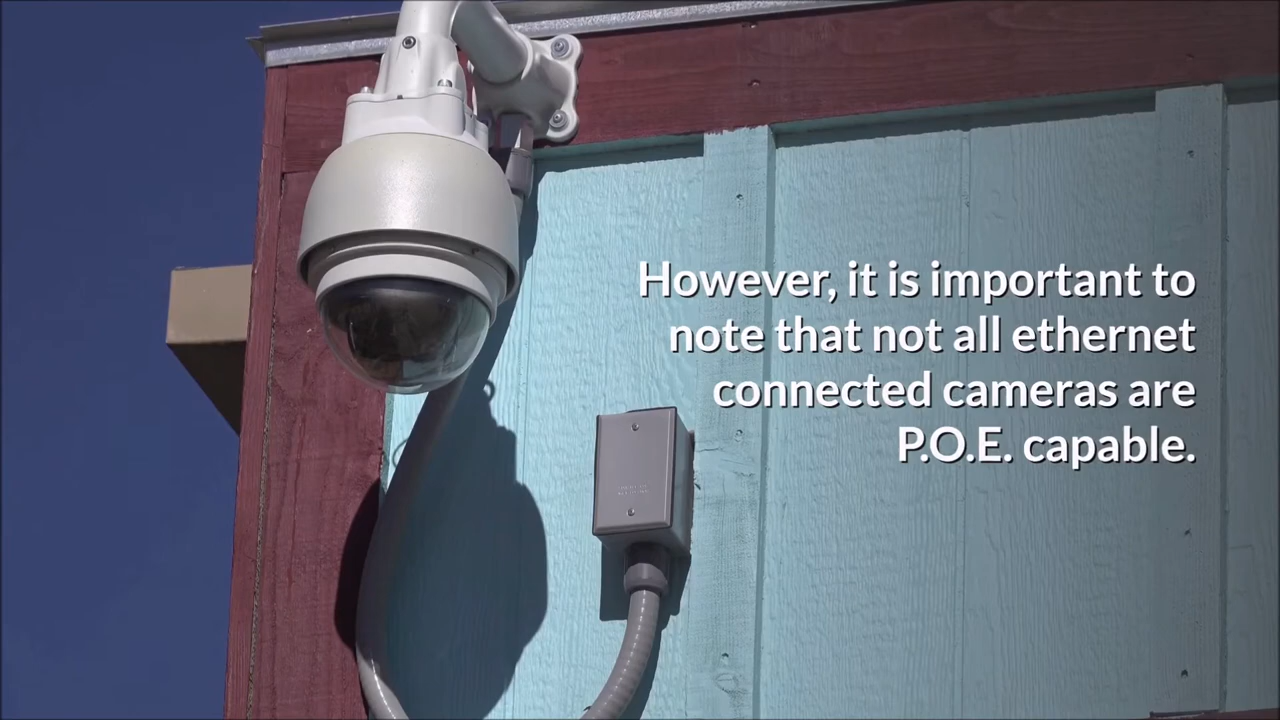 However, it is important to
note that not all ethernet
connected cameras are
P.O.E. capable.